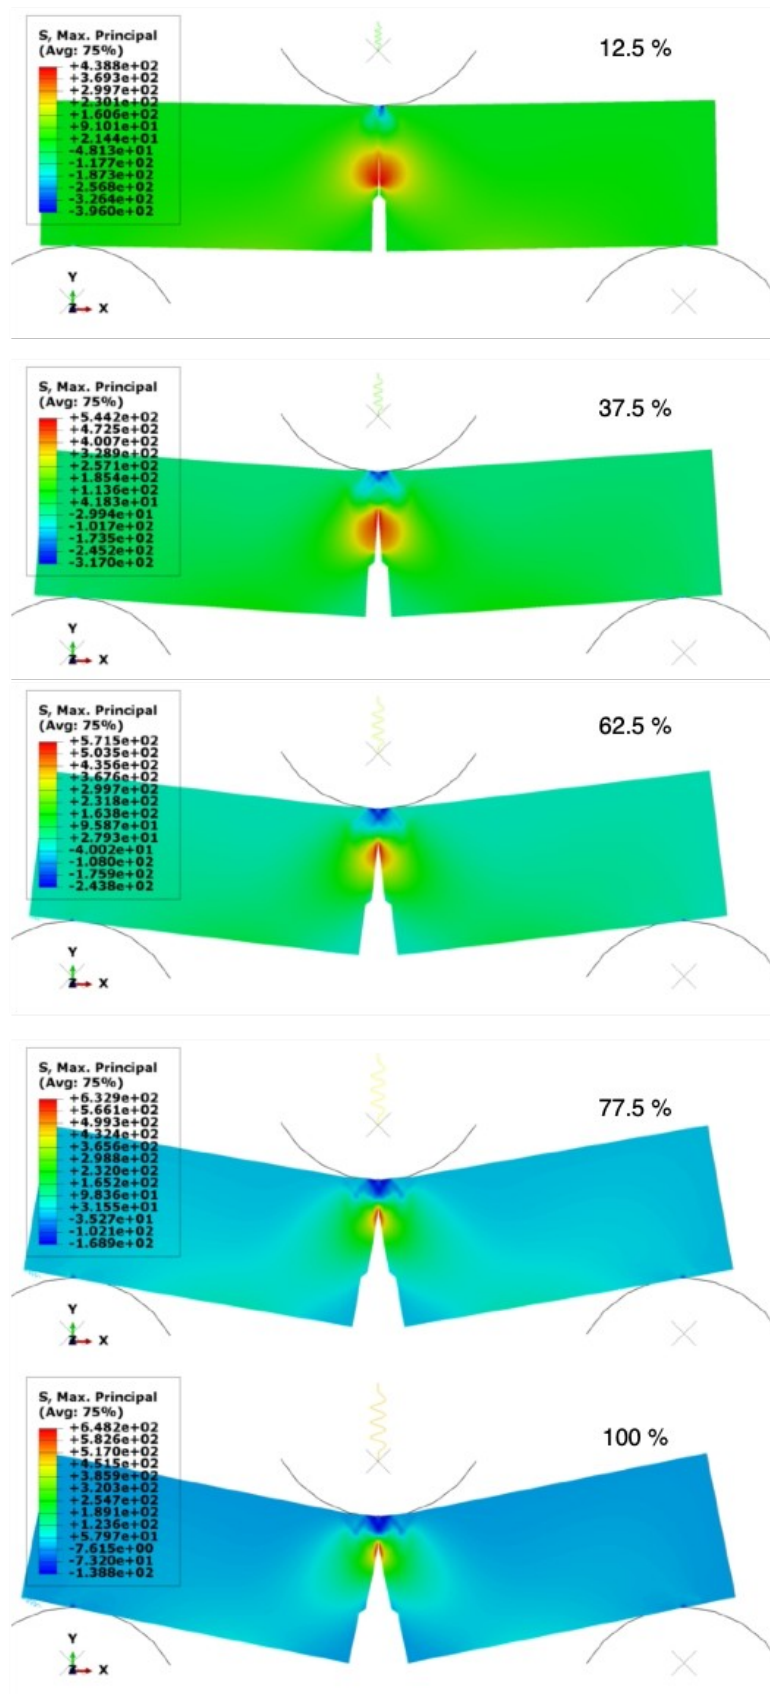 S, Max. Principal
(Avg: 75%)
+4.388e+02
+3.693e+02
+2.997e+02
+2.301e+02
+1.606e+02
+9.101e+01
+2.144e+01
-4.813e+01
-1.177e+02
-1.873e+02
-2.568e+02
-3.264e+02
-3.960e+02
12.5 %
Y
Z X
S, Max. Principal
(Avg: 75%)
+5.442e+02
+4.725e+02
+4.007e+02
+3.289e+02
+2.571e+02
+1.854e+02
+1.136e+02
+4.183e+01
-2.994e+01
-1.017e+02
-1.735e+02
-2.452e+02
-3.170e+02
37.5 %
Y
Z X
S, Max. Principal
(Avg: 75%)
+5.715e+02
+5.035e+02
+4.356e+02
+3.676e+02
+2.997e+02
+2.318e+02
+1.638e+02
+9.587e+01
+2.793e+01
-4.002e+01
-1.080e+02
-1.759e+02
-2.438e+02
62.5 %
Y
Z X
S, Max. Principal
(Avg: 75%)
+6.329e+02
+5.661e+02
+4.993e+02
+4.324e+02
+3.656e+02
+2.988e+02
+2.320e+02
+1.652e+02
+9.836e+01
+3.155e+01
-3.527e+01
-1.021e+02
-1.689e+02
77.5 %
Y
Z X
S, Max. Principal
(Avg: 75%)
+6.482e+02
+5.826e+02
+5.170e+02
+4.515e+02
+3.859e+02
+3.203e+02
+2.547e+02
+1.891e+02
+1.236e+02
+5.797e+01
-7.615e+00
-7.320e+01
-1.388e+02
100 %
Y
Z X